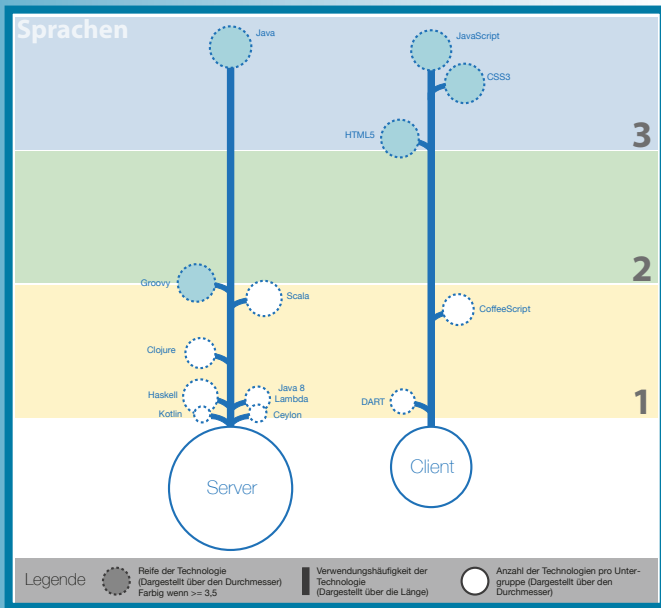 Sprachen
Java
JavaScript
CSS3
HTML5
3
2
Groovy
Scala
CoffeeScript
Clojure
Haskell
Java 8
Lambda
Kotlin
Ceylon
DART
1
Server
Client
Legende
Reife der Technologie
(Dargestellt über den Durchmesser)
Farbig wenn >= 3,5
Verwendungshäufigkeit der
Technologie
(Dargestellt über die Länge)
Anzahl der Technologien pro Unter-
gruppe (Dargestellt über den
Durchmesser)